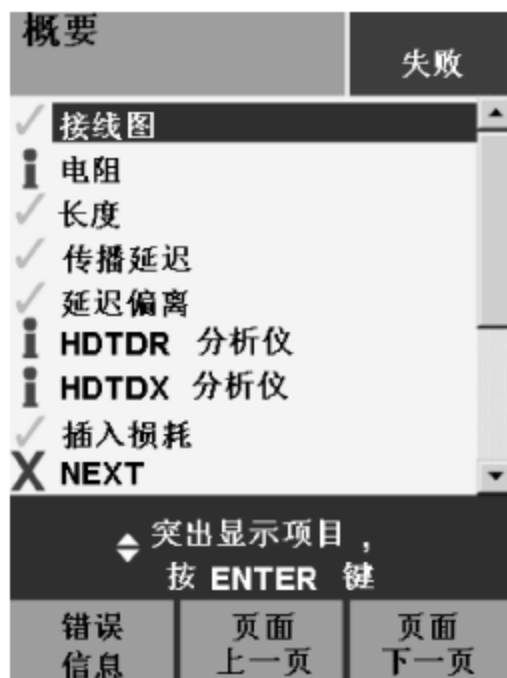 概要
失败
接线图
电阻
长度
传播延迟
延迟偏离
HDTDR 分析仪
HDTDX 分析仪
插入损耗
X NEXT
突出显示项目，
按 ENTER 键
错误
信息
页面
上一页
页面
下一页